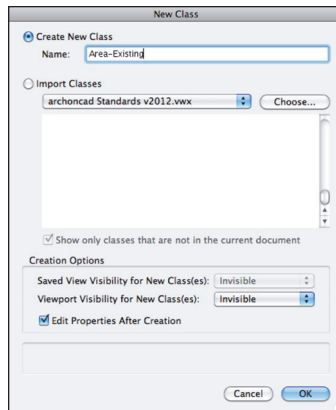 New Class
Create New Class
Name: Area-Existing
Import Classes
archoncad Standards v2012.vwx Choose...
Show only classes that are not in the current document
Creation Options
Saved View Visibility for New Class(es): Invisible
Viewport Visibility for New Class(es): Invisible
Edit Properties After Creation
Cancel OK